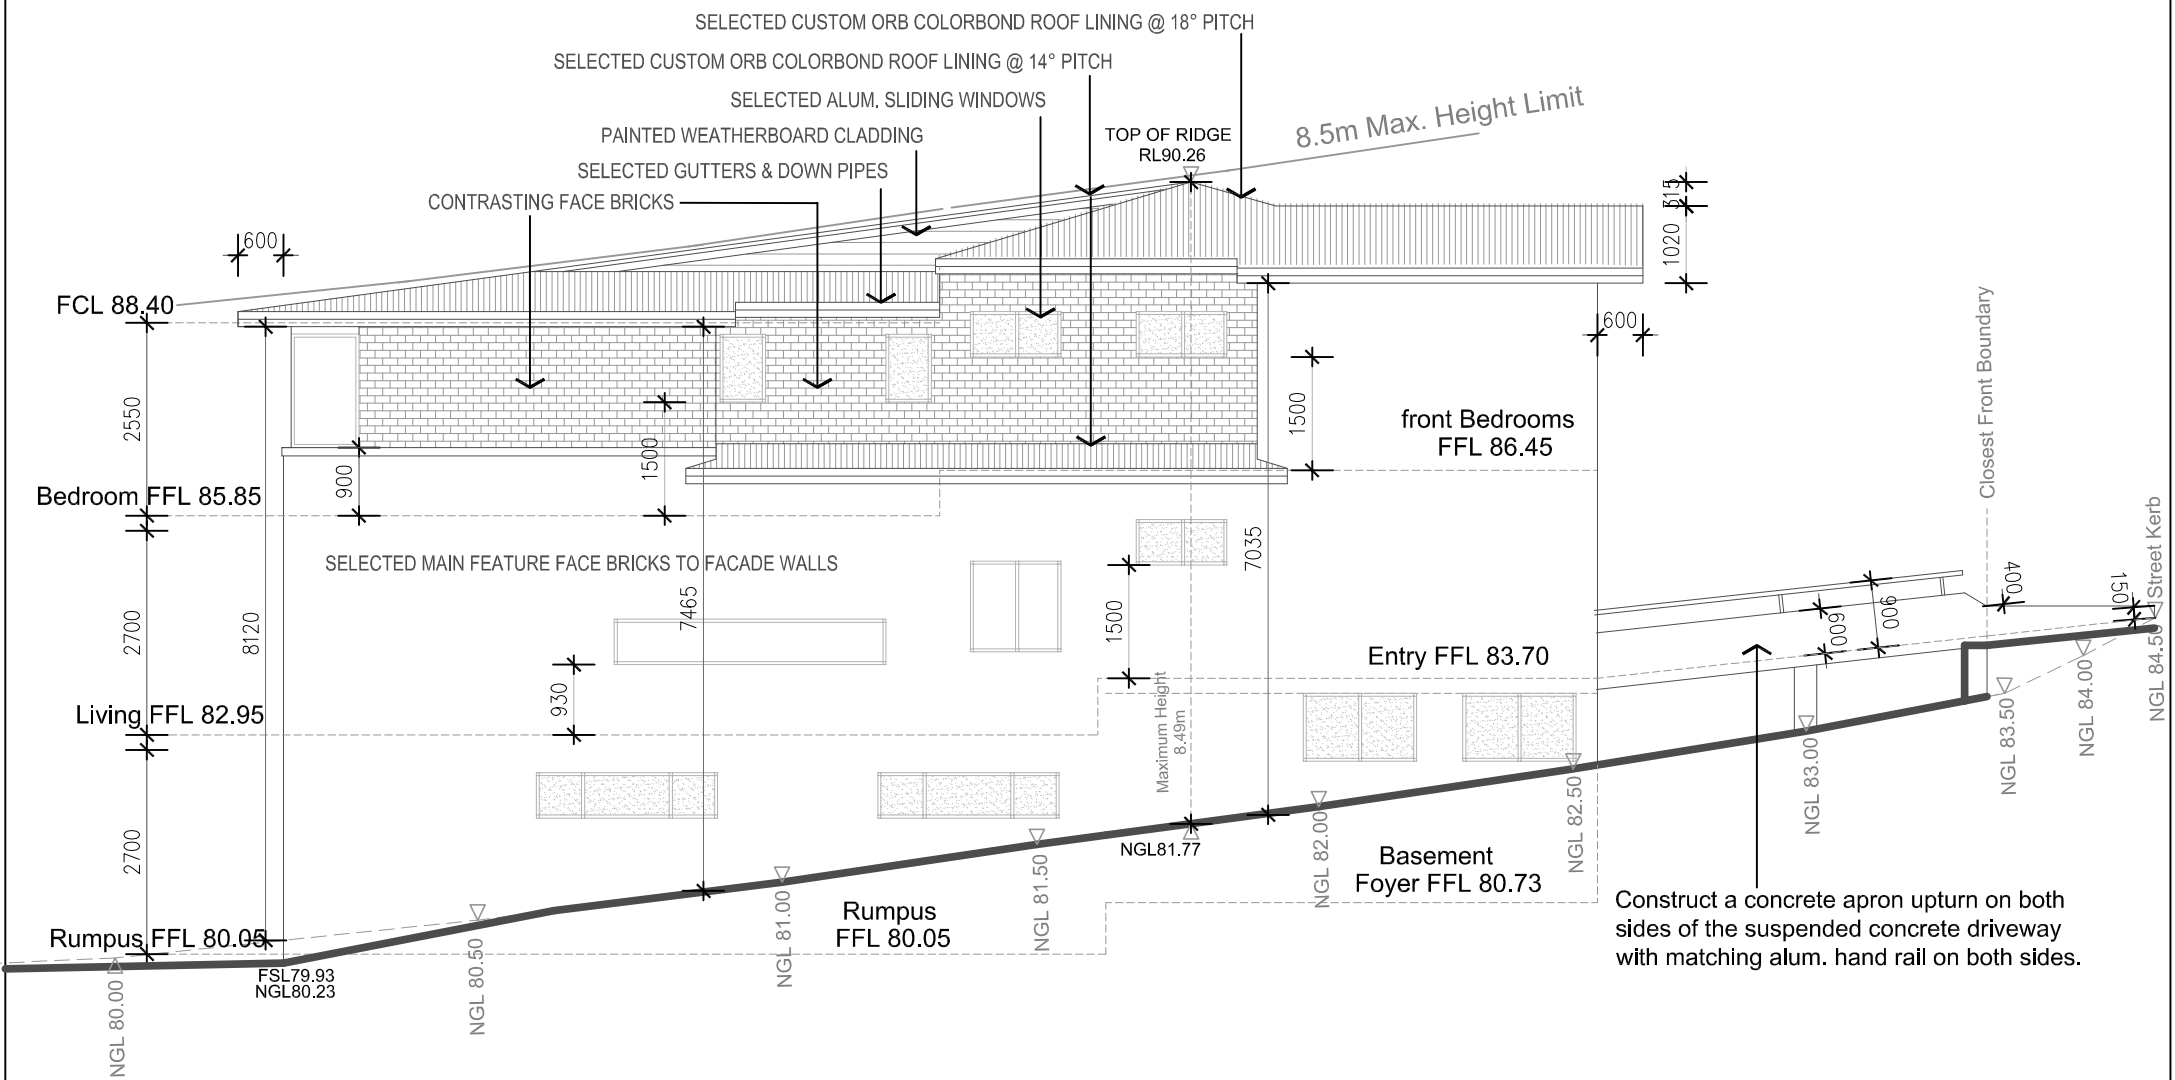 SELECTED CUSTOM ORB COLORBOND ROOF LINING @ 18° PITCH
SELECTED CUSTOM ORB COLORBOND ROOF LINING @ 14° PITCH
SELECTED ALUM. SLIDING WINDOWS
PAINTED WEATHERBOARD CLADDING
SELECTED GUTTERS & DOWN PIPES
CONTRASTING FACE BRICKS
TOP OF RIDGE
RL90.26
8.5m Max. Height Limit
315
1020
600
600
FCL 88.40
2550
Bedroom FFL 85.85
900
1500
1500
front Bedrooms
FFL 86.45
Closest Front Boundary
SELECTED MAIN FEATURE FACE BRICKS TO FACADE WALLS
2700
8120
7465
7035
1500
930
Living FFL 82.95
Entry FFL 83.70
Maximum Height
8.49m
600
900
400
150
Street Kerb
NGL 84.50
NGL 84.00
NGL 83.50
NGL 83.00
NGL 82.50
NGL 82.00
NGL81.77
NGL 81.50
NGL 81.00
NGL 80.50
NGL 80.00
2700
Rumpus FFL 80.05
FSL79.93
NGL80.23
Rumpus
FFL 80.05
Basement
Foyer FFL 80.73
Construct a concrete apron upturn on both
sides of the suspended concrete driveway
with matching alum. hand rail on both sides.